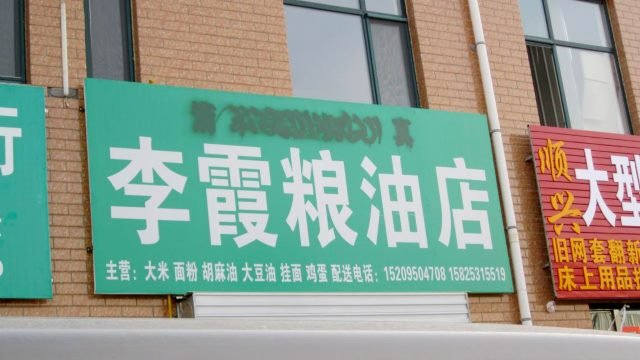 李霞粮油店
主营：大米 面粉 胡麻油 大豆油 挂面 鸡蛋 配送电话：15209504708 15825315519
顺兴
大型
旧网套翻新
床上用品